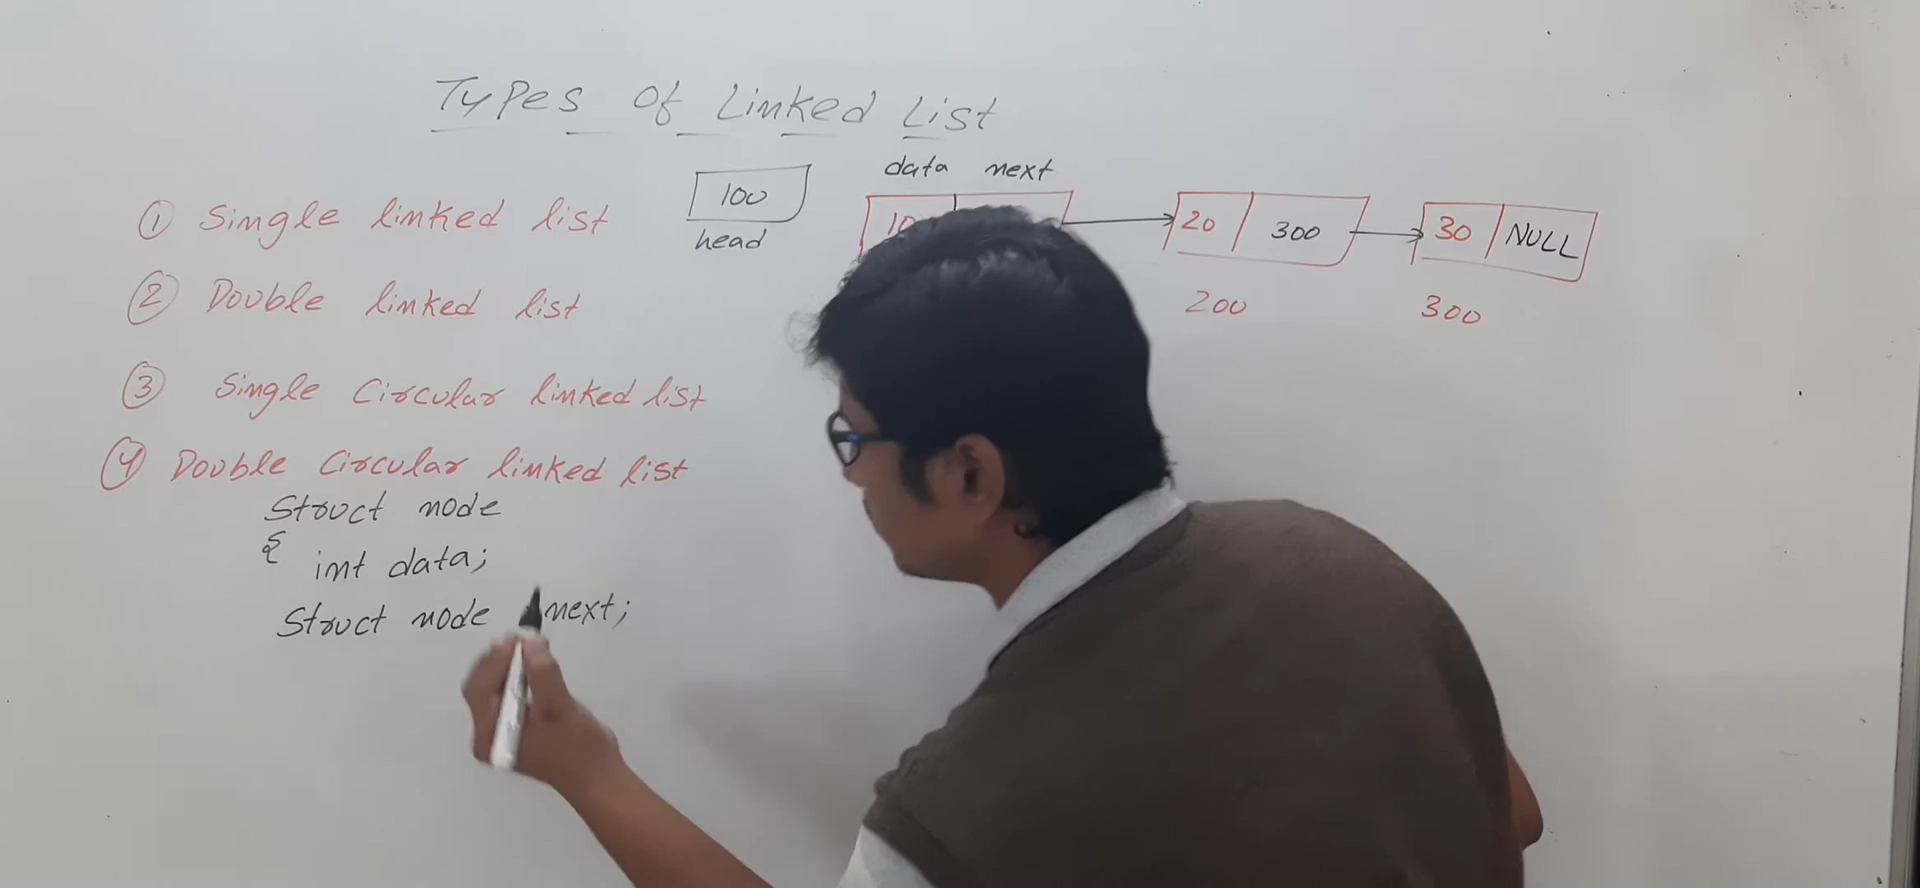 Types of Linked List
① Single linked list
② Double linked list
③ Single Circular linked list
④ Double Circular linked list
Struct node
{ int data;
Struct node next;
100
head
data next
20 300
200
30 NULL
300